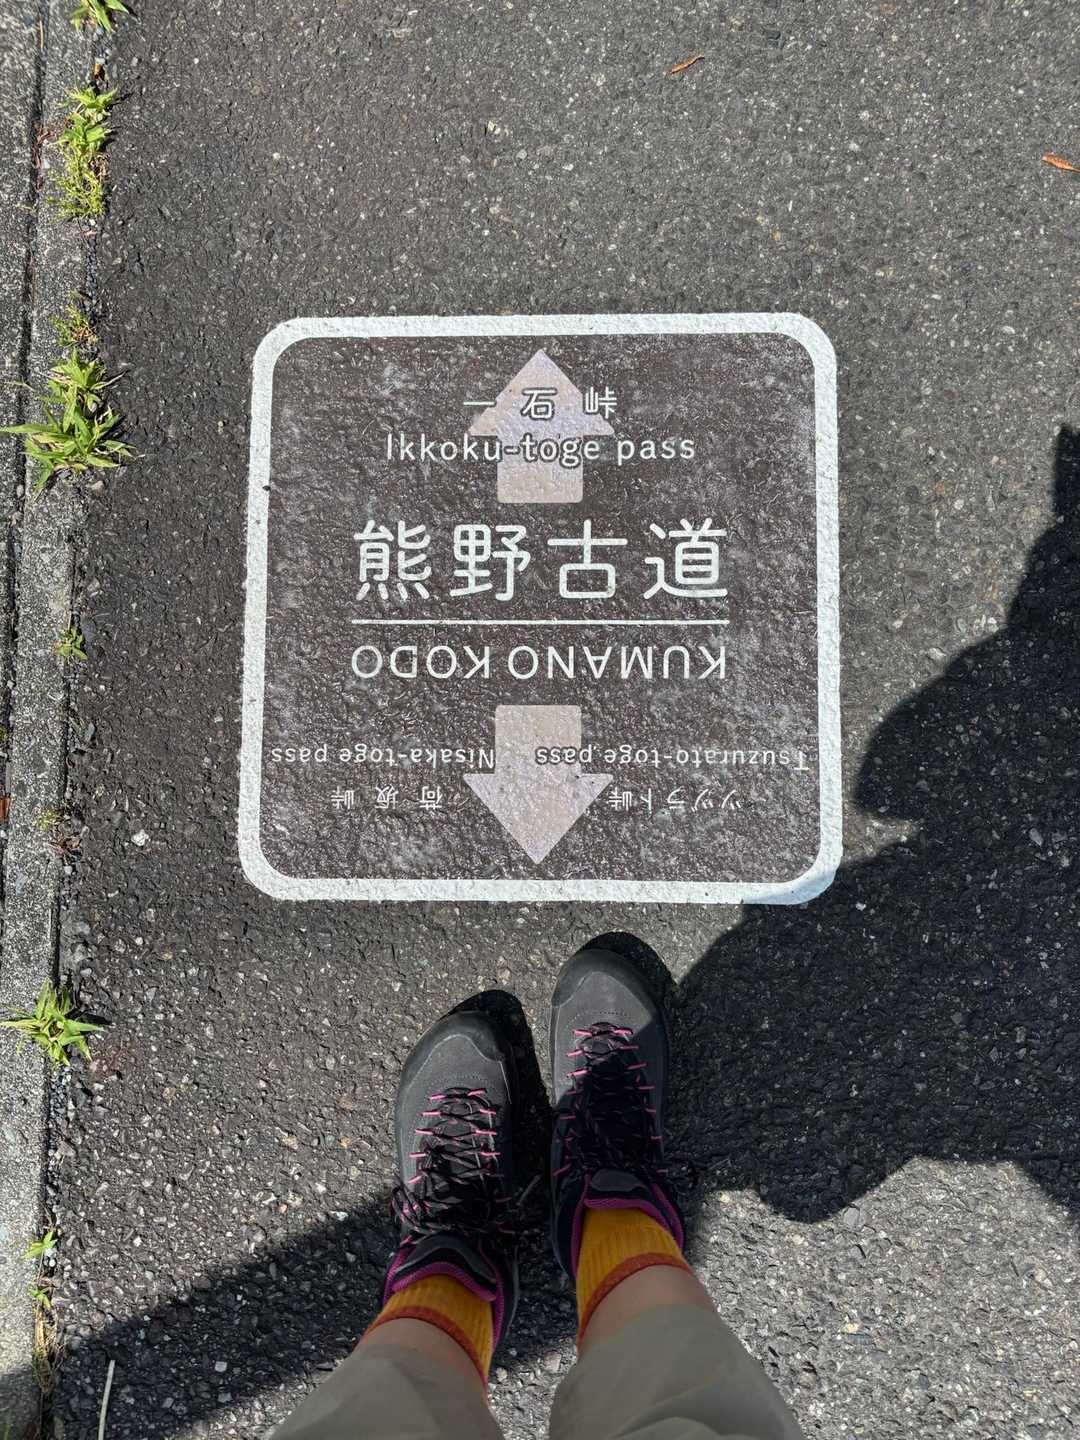 一石峠
Ikkoku-toge pass
熊野古道
KUMANO KODO
Tsuzurato-toge pass Nisaka-toge pass
ツヅラト峠 荷坂峠